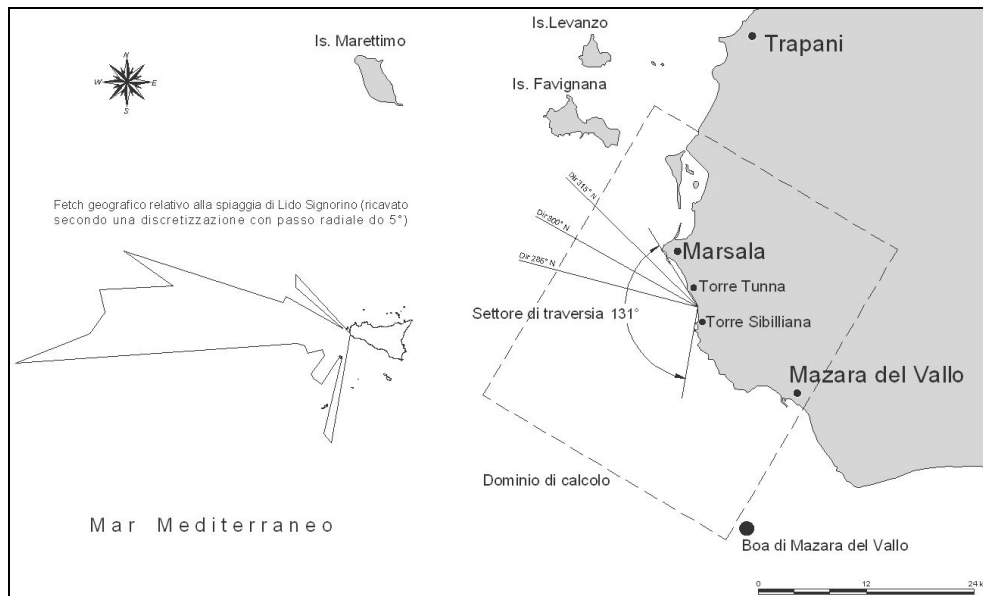 Is.Levanzo
Is. Marettimo
Trapani
N
W
E
S
Is. Favignana
Dir 315° N
Fetch geografico relativo alla spiaggia di Lido Signorino (ricavato
secondo una discretizzazione con passo radiale do 5°)
Dir 300° N
Marsala
Dir 285° N
Torre Tunna
Settore di traversia 131°
Torre Sibilliana
Mazara del Vallo
Dominio di calcolo
Mar Mediterraneo
Boa di Mazara del Vallo
0 12 24 k